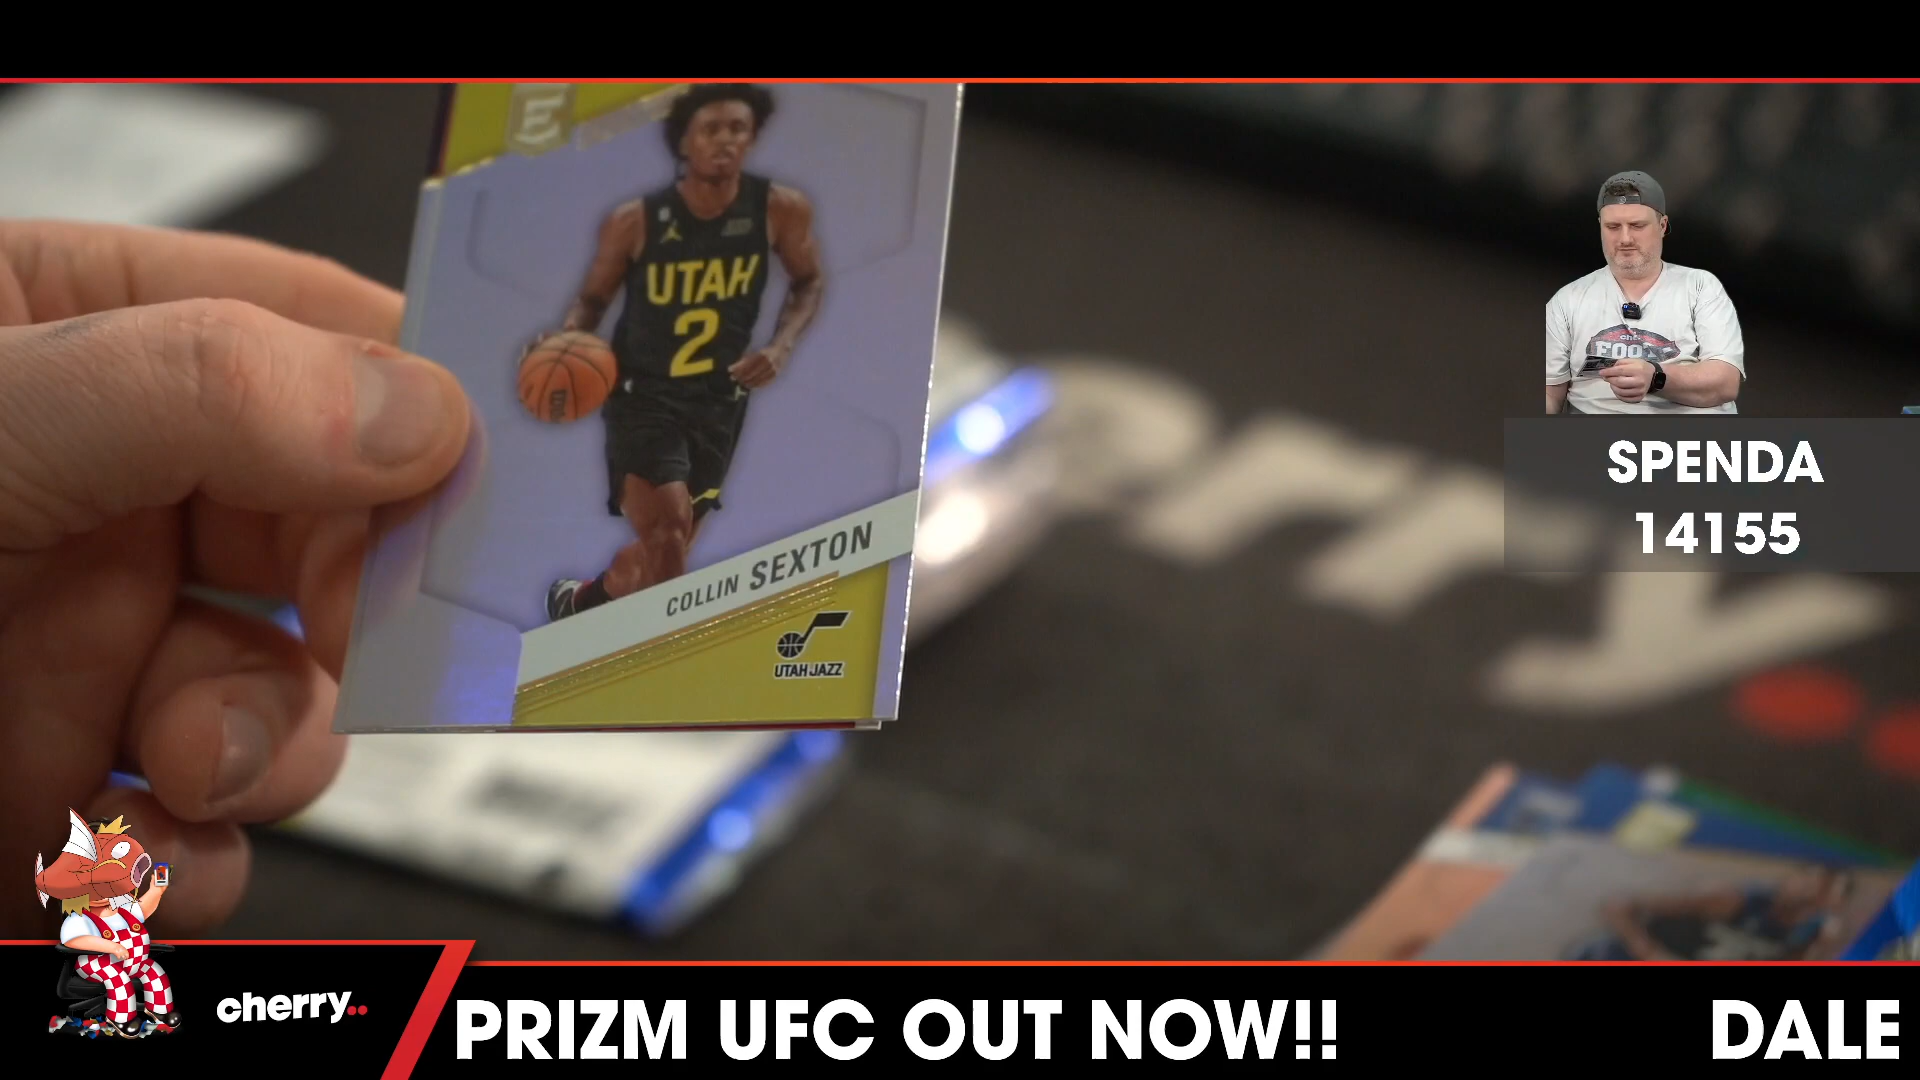 E
UTAH
2
COLLIN SEXTON
UTAH JAZZ
SPENDA
14155
cherry..
PRIZM UFC OUT NOW!!
DALE